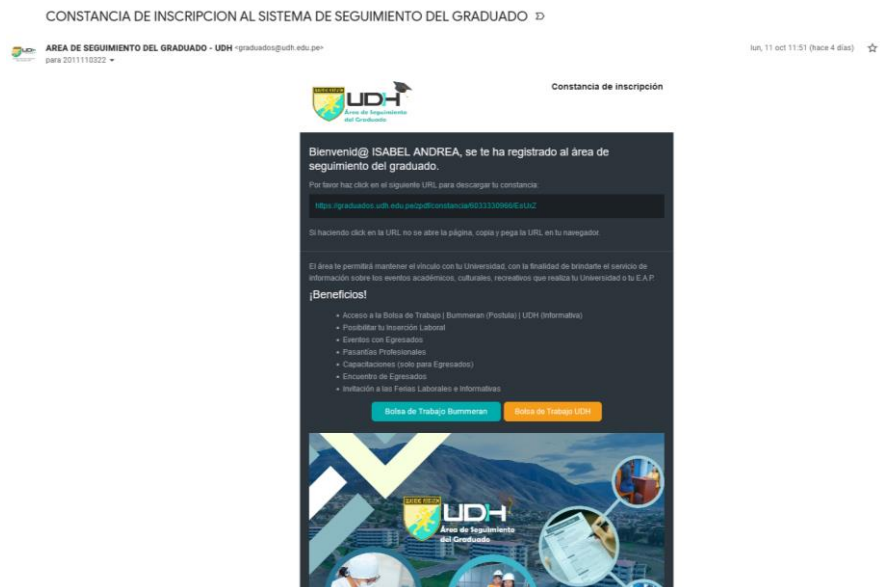 CONSTANCIA DE INSCRIPCION AL SISTEMA DE SEGUIMIENTO DEL GRADUADO
AREA DE SEGUIMIENTO DEL GRADUADO - UDH <graduados@udh.edu.pe>
lun, 11 oct 11:51 (hace 4 días)
para 2011110322
UDH
Área de Seguimiento
del Graduado
Constancia de inscripción
Bienvenid@ ISABEL ANDREA, se te ha registrado al área de
seguimiento del graduado.
Por favor haz click en el siguiente URL para descargar tu constancia:
Si haciendo click en la URL no se abre la página, copia y pega la URL en tu navegador.
El área te permitirá mantener el vínculo con tu Universidad, con la finalidad de brindarte el servicio de
información sobre los eventos académicos, culturales, recreativos que realiza tu Universidad o tu E.A.P.
¡Beneficios!
• Acceso a la Bolsa de Trabajo | Bummeran (Postula) | UDH (Informativa)
• Posibilitar tu Inserción Laboral
• Eventos con Egresados
• Pasantías Profesionales
• Capacitaciones (solo para Egresados)
• Encuentro de Egresados
• Invitación a las Ferias Laborales e Informativas
Bolsa de Trabajo Bummeran
Bolsa de Trabajo UDH
UDH
Área de Seguimiento
del Graduado